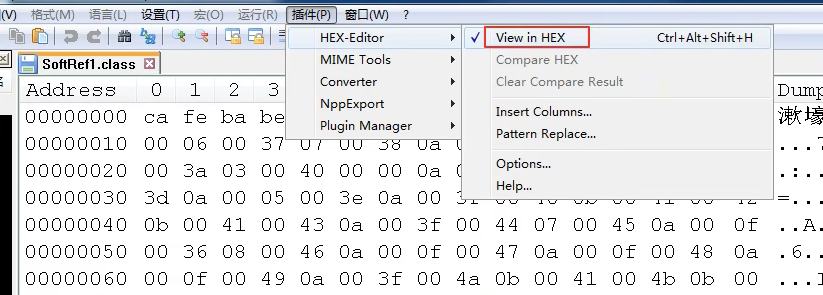 (V) 格式(M) 语言(L) 设置(T) 宏(O) 运行(R) 插件(P) 窗口(W) ?
HEX-Editor
MIME Tools
Converter
NppExport
Plugin Manager
View in HEX Ctrl+Alt+Shift+H
Compare HEX
Clear Compare Result
Insert Columns...
Pattern Replace...
Options...
Help...
SoftRef1.class
Address 0 1 2 3 Dump
00000000 ca fe ba be
00000010 00 06 00 37 07 00 38 0a ...7
00000020 00 3a 03 00 40 00 00 0a .:..
00000030 3d 0a 00 05 00 3e 0a 00 =...
00000040 0b 00 41 00 43 0a 00 3f 00 44 07 00 45 0a 00 0f ..A.
00000050 00 36 08 00 46 0a 00 0f 00 47 0a 00 0f 00 48 0a .6..
00000060 00 0f 00 49 0a 00 3f 00 4a 0b 00 41 00 4b 0b 00